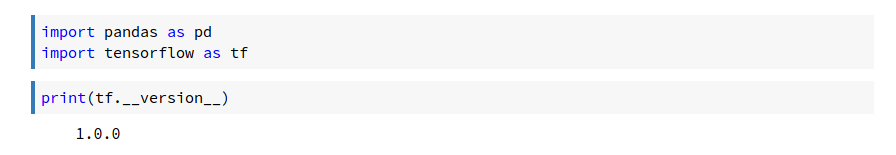 import pandas as pd
import tensorflow as tf
print(tf.__version__)
1.0.0